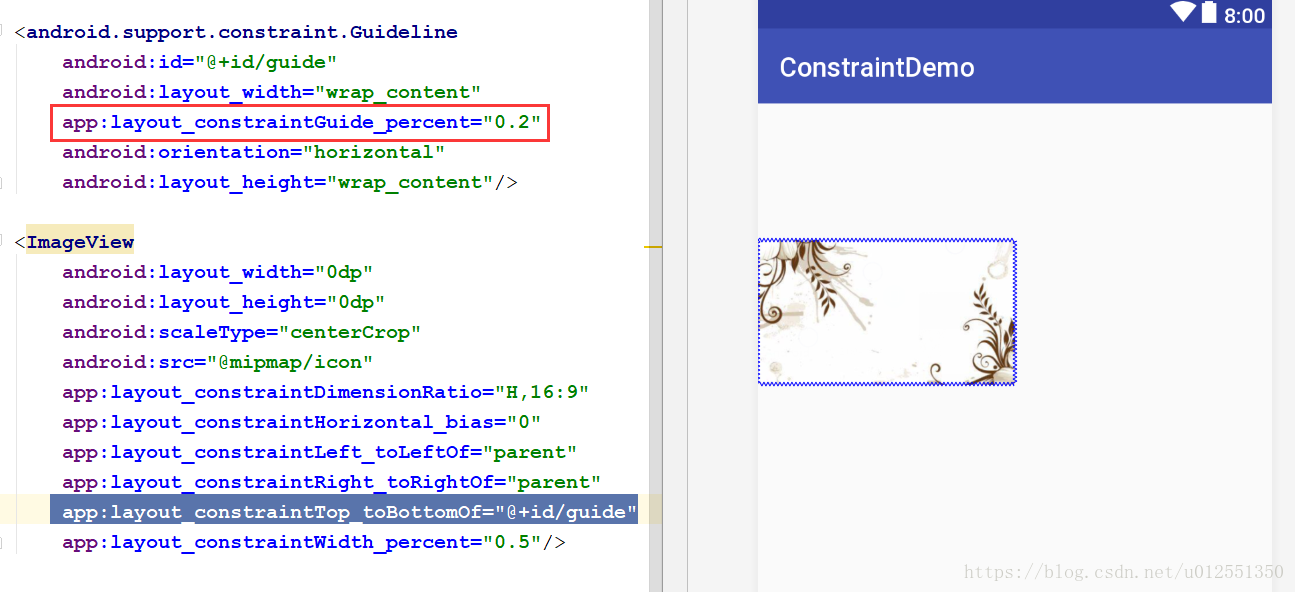 <android.support.constraint.Guideline
android:id="@+id/guide"
android:layout_width="wrap_content"
app:layout_constraintGuide_percent="0.2"
android:orientation="horizontal"
android:layout_height="wrap_content"/>
<ImageView
android:layout_width="0dp"
android:layout_height="0dp"
android:scaleType="centerCrop"
android:src="@mipmap/icon"
app:layout_constraintDimensionRatio="H,16:9"
app:layout_constraintHorizontal_bias="0"
app:layout_constraintLeft_toLeftOf="parent"
app:layout_constraintRight_toRightOf="parent"
app:layout_constraintTop_toBottomOf="@+id/guide"
app:layout_constraintWidth_percent="0.5"/>
8:00
ConstraintDemo
https://blog.csdn.net/u012551350